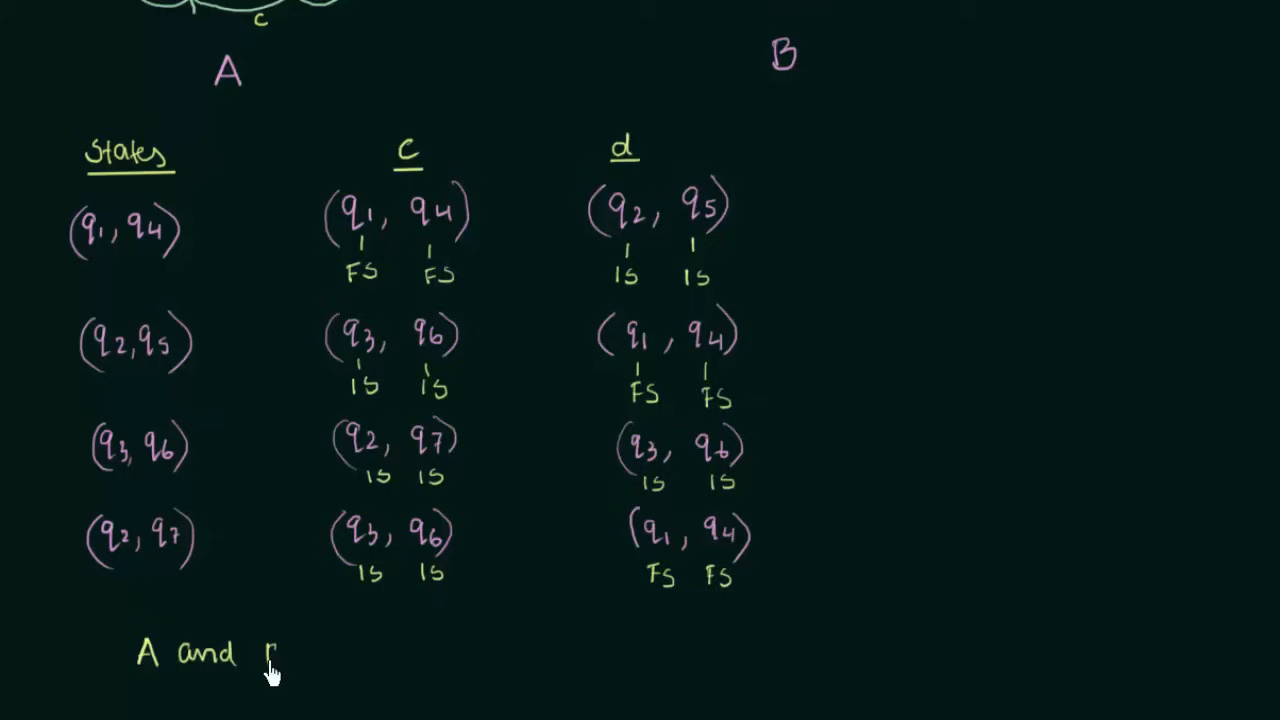 c
A B
States c d
(q1, q4) (q1, q4) (q2, q5)
FS FS IS IS
(q2, q5) (q3, q6) (q1, q4)
IS IS FS FS
(q3, q6) (q2, q7) (q3, q6)
IS IS IS IS
(q2, q7) (q3, q6) (q1, q4)
IS IS FS FS
A and